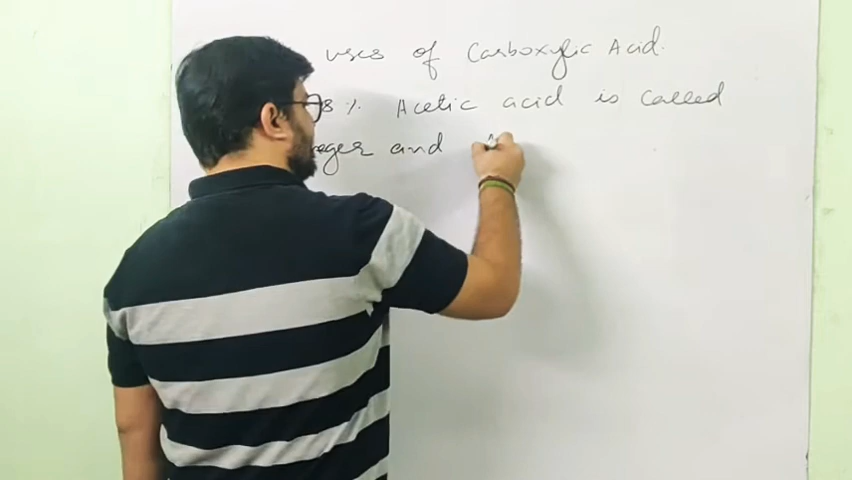 uses of Carboxylic Acid.
8% Acetic acid is called
and